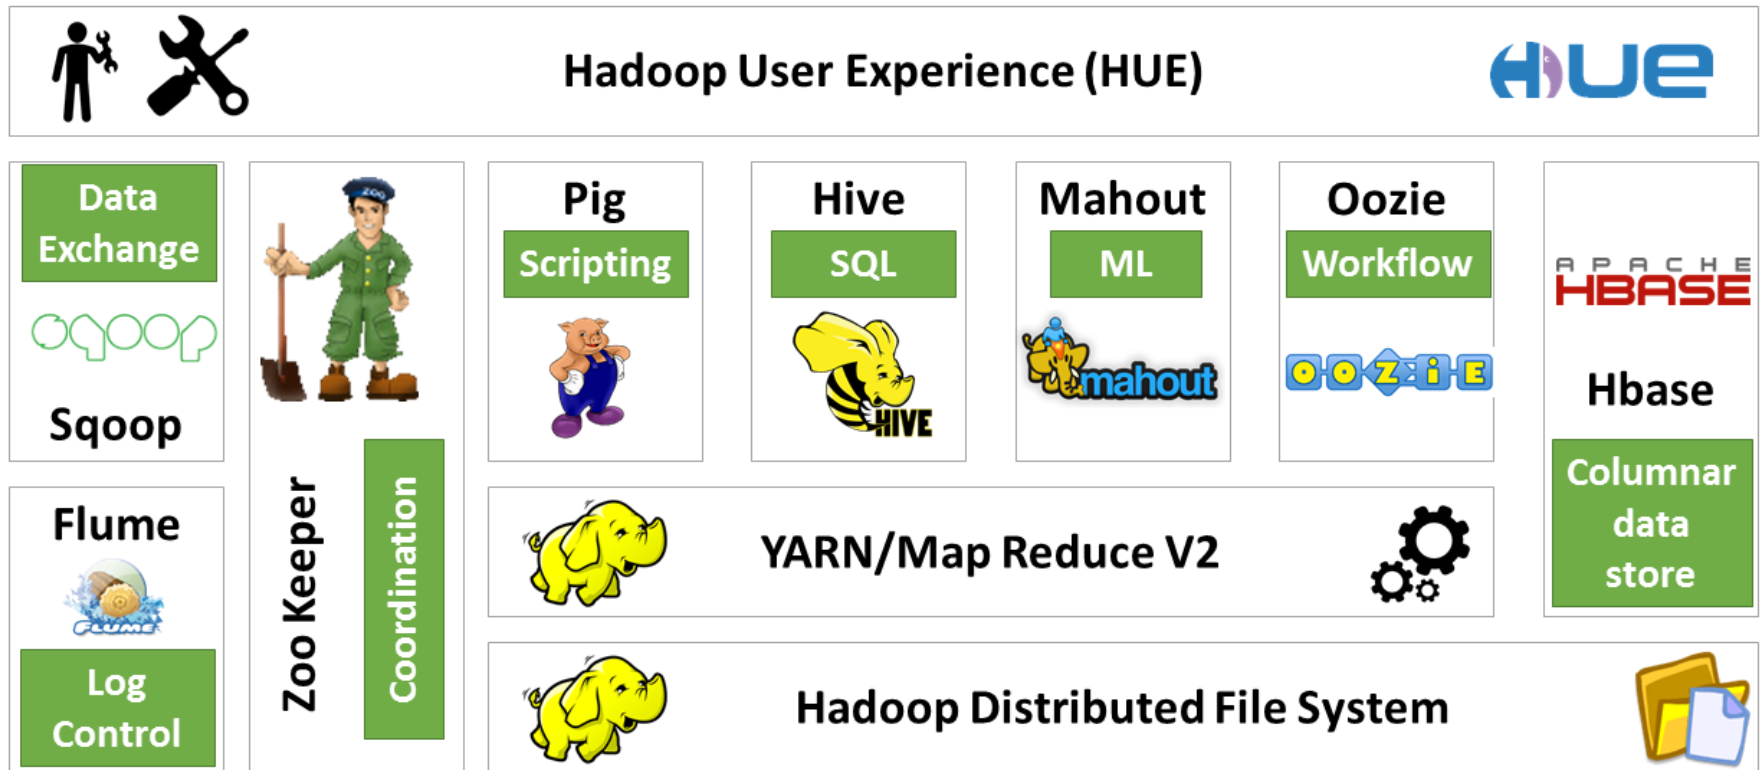 Hadoop User Experience (HUE)
HUE
Data
Exchange
sqoop
Sqoop
Flume
FLUME
Log
Control
ZOO
Zoo Keeper
Coordination
Pig
Scripting
Hive
SQL
HIVE
Mahout
ML
mahout
Oozie
Workflow
OOZiE
APACHE
HBASE
Hbase
Columnar
data
store
YARN/Map Reduce V2
Hadoop Distributed File System